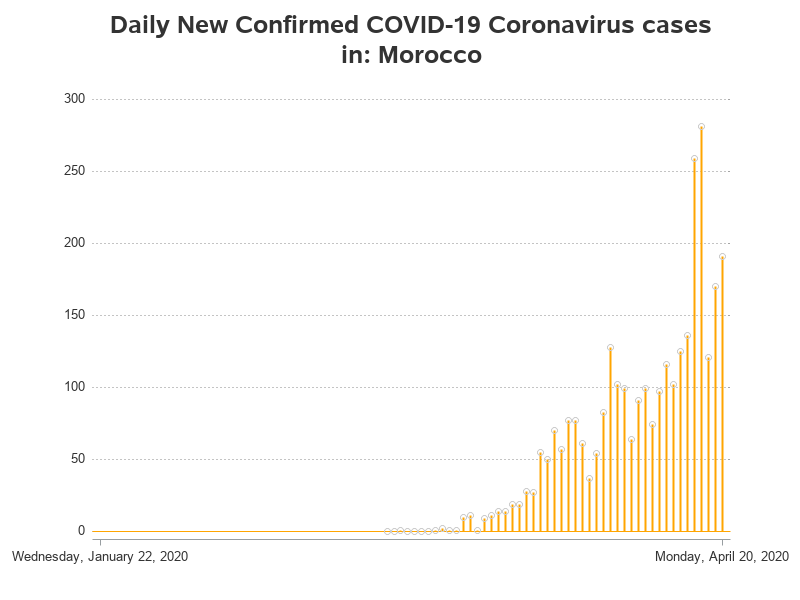 Daily New Confirmed COVID-19 Coronavirus cases
in: Morocco
300
250
200
150
100
50
0
Wednesday, January 22, 2020
Monday, April 20, 2020